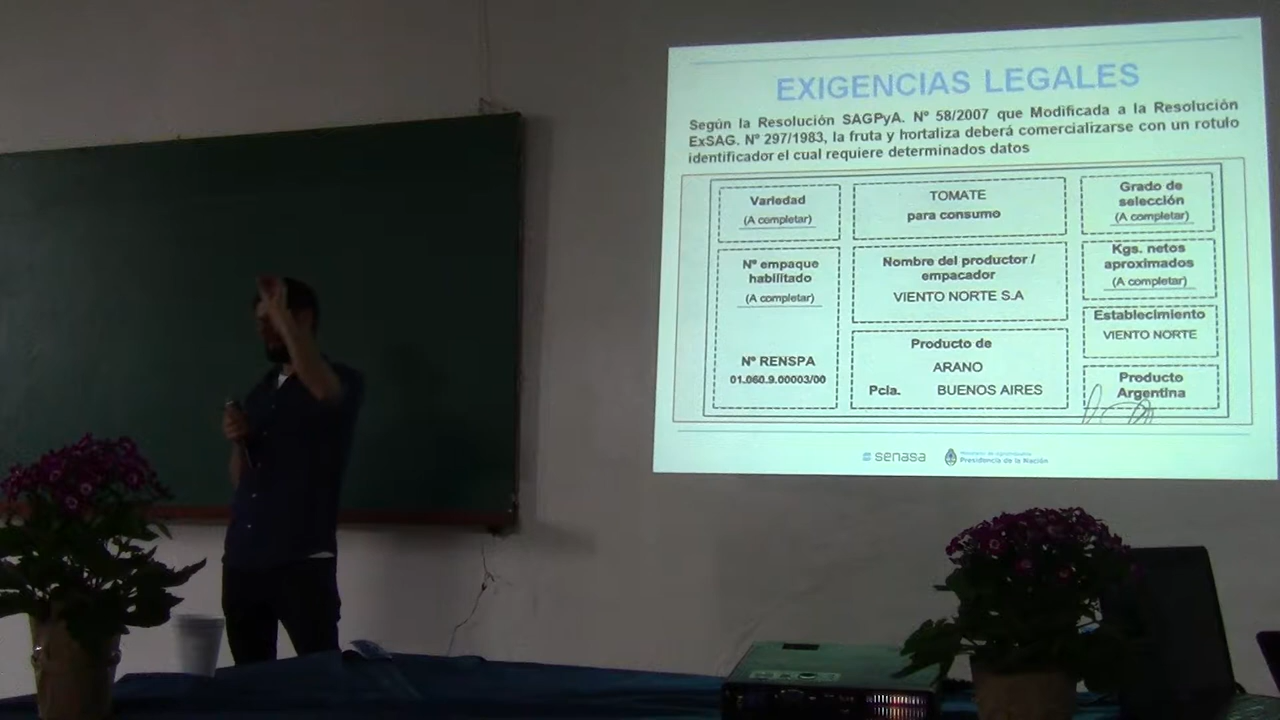 EXIGENCIAS LEGALES
Según la Resolución SAGPyA. Nº 58/2007 que Modificada a la Resolución
ExSAG. Nº 297/1983, la fruta y hortaliza deberá comercializarse con un rotulo
identificador el cual requiere determinados datos
Variedad
(A completar)
TOMATE
para consumo
Grado de
selección
(A completar)
Nº empaque
habilitado
(A completar)
Nombre del productor /
empacador
VIENTO NORTE S.A
Kgs. netos
aproximados
(A completar)
Establecimiento
VIENTO NORTE
Nº RENSPA
01.060.9.00003/00
Producto de
ARANO
Pcia. BUENOS AIRES
Producto
Argentina
senasa
Presidencia de la Nación